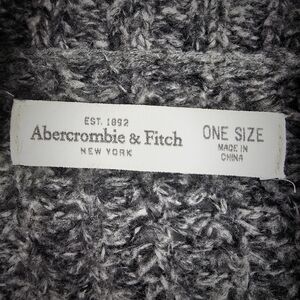 EST. 1892
Abercrombie & Fitch
NEW YORK
ONE SIZE
MADE IN
CHINA